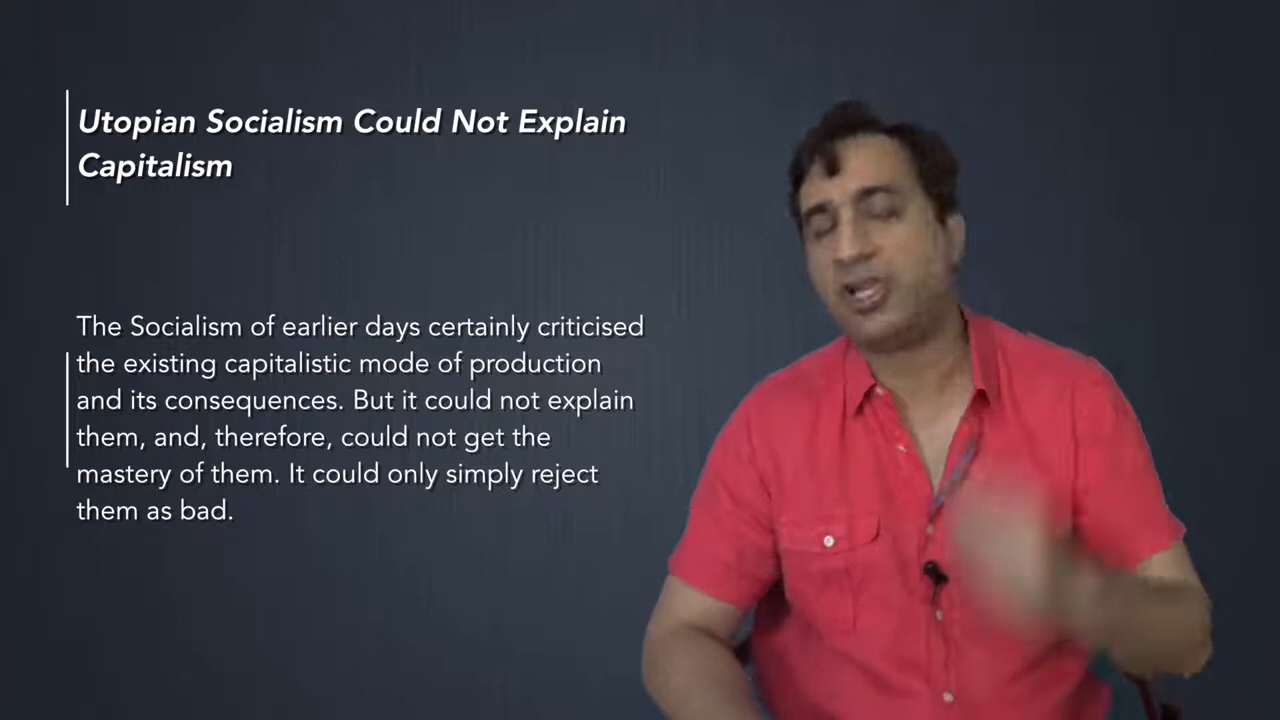 Utopian Socialism Could Not Explain
Capitalism
The Socialism of earlier days certainly criticised
the existing capitalistic mode of production
and its consequences. But it could not explain
them, and, therefore, could not get the
mastery of them. It could only simply reject
them as bad.